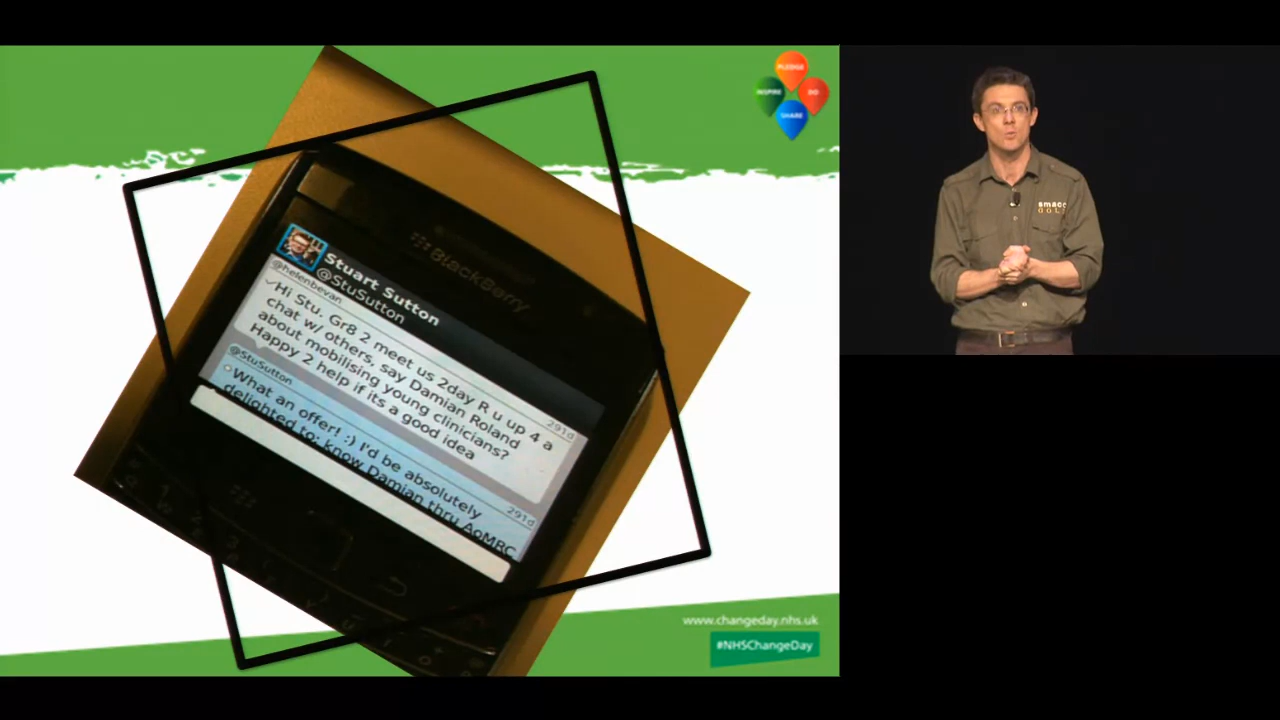 PLEDGE
INSPIRE
DO
SHARE
BlackBerry
Stuart Sutton
@StuSutton
@helenbevan
Hi Stu. Gr8 2 meet us 2day R u up 4 a
chat w/ others, say Damian Roland
about mobilising young clinicians?
Happy 2 help if its a good idea
291d
@StuSutton
What an offer! :) I'd be absolutely
delighted to; know Damian thru AoMRC
291d
smacc
GOLD
www.changeday.nhs.uk
#NHSChangeDay